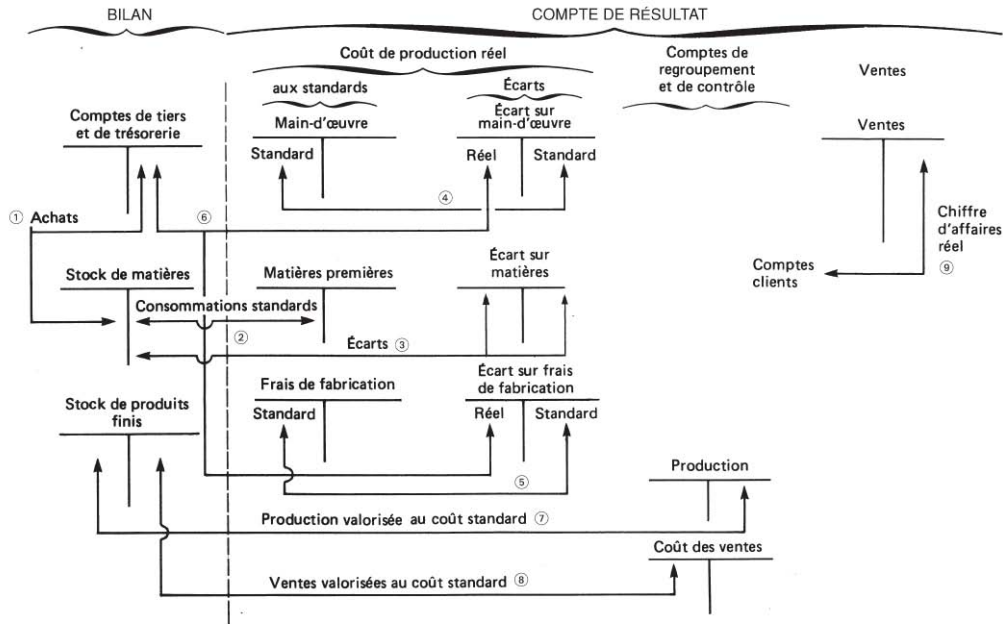 BILAN
COMPTE DE RÉSULTAT
Coût de production réel
Comptes de
regroupement
et de contrôle
Ventes
aux standards
Écarts
Comptes de tiers
et de trésorerie
Main-d'œuvre
Écart sur
main-d'œuvre
Ventes
Standard
Réel
Standard
④
① Achats
⑥
Chiffre
d'affaires
réel
⑨
Comptes
clients
Stock de matières
Matières premières
Écart sur
matières
Consommations standards
②
Écarts ③
Stock de produits
finis
Frais de fabrication
Écart sur frais
de fabrication
Standard
Réel
Standard
⑤
Production
Production valorisée au coût standard ⑦
Coût des ventes
Ventes valorisées au coût standard ⑧